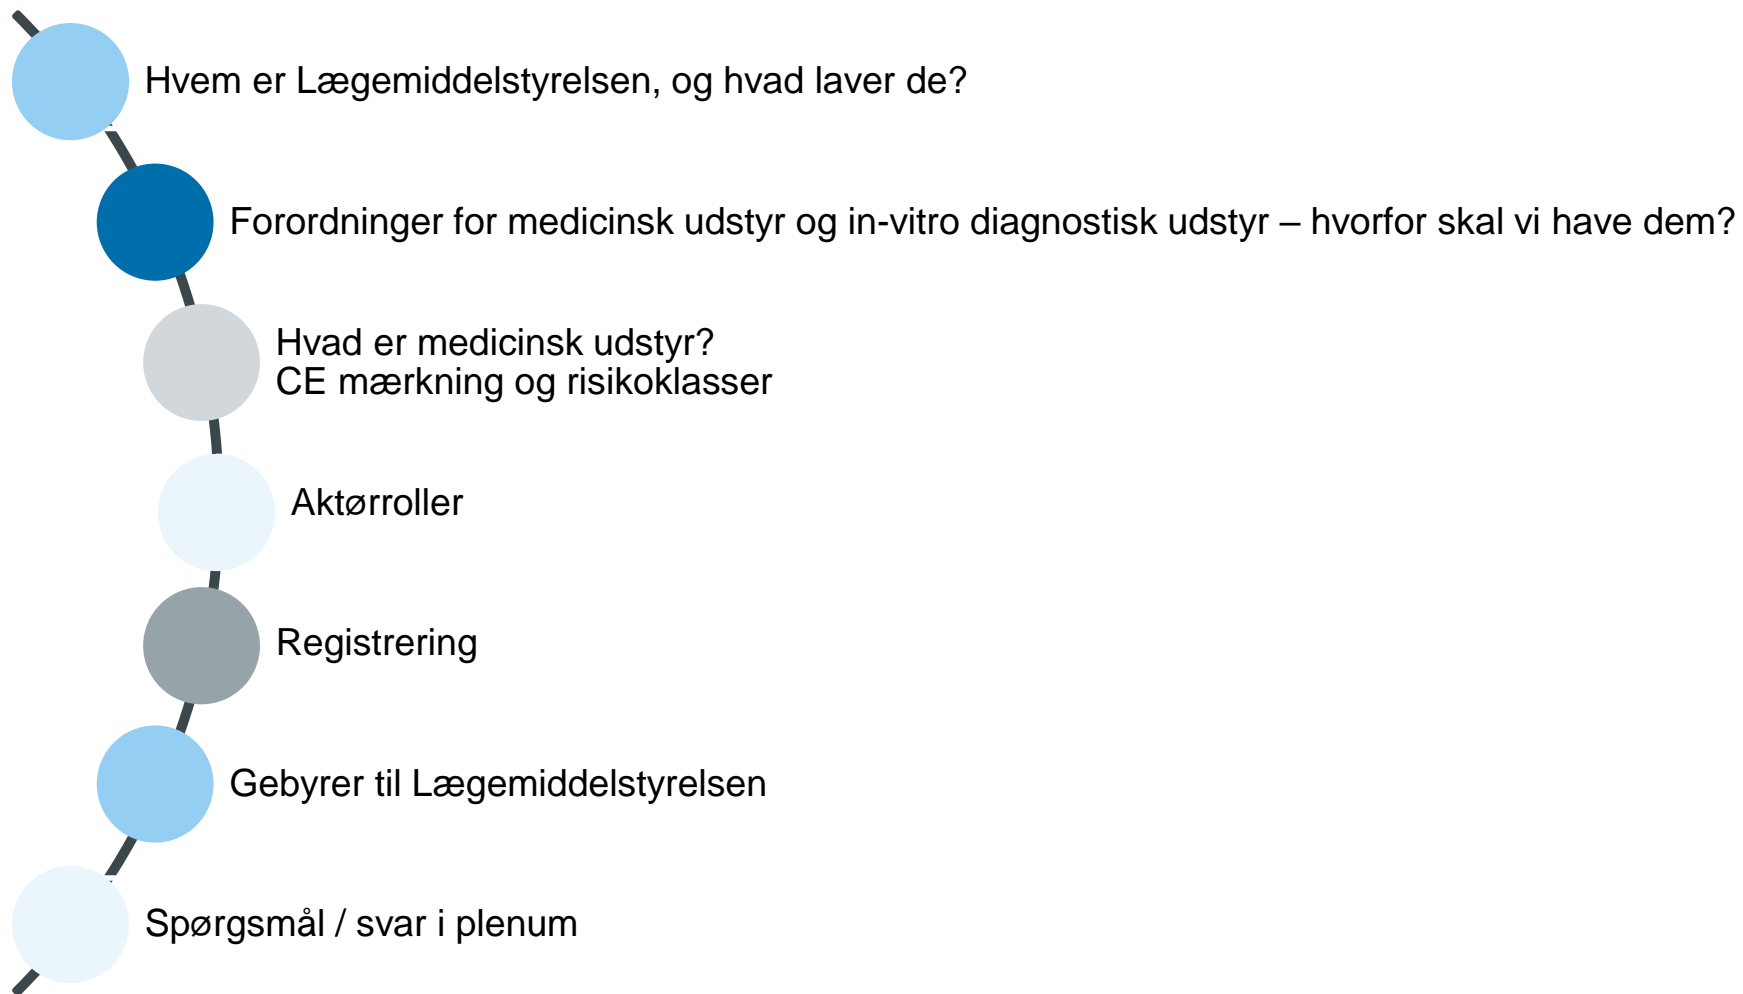 Hvem er Lægemiddelstyrelsen, og hvad laver de?
Forordninger for medicinsk udstyr og in-vitro diagnostisk udstyr – hvorfor skal vi have dem?
Hvad er medicinsk udstyr?
CE mærkning og risikoklasser
Aktørroller
Registrering
Gebyrer til Lægemiddelstyrelsen
Spørgsmål / svar i plenum